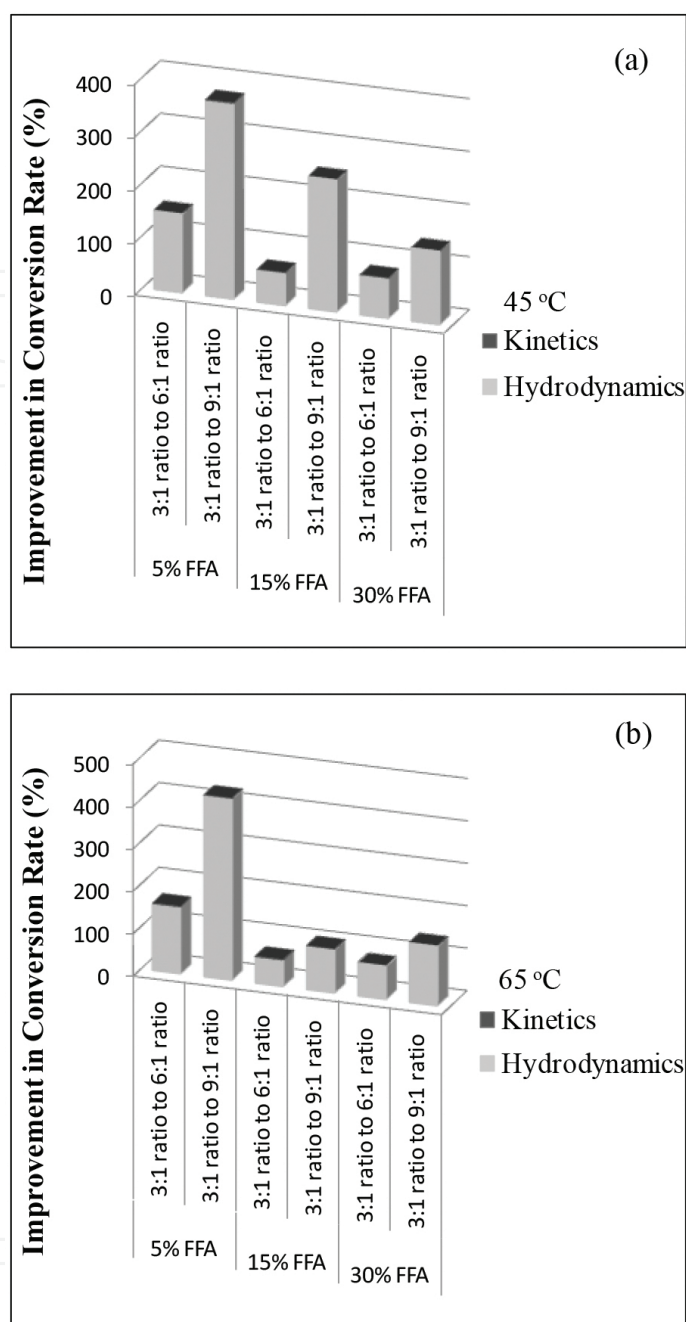 (a)
Improvement in Conversion Rate (%)
400
300
200
100
0
3:1 ratio to 6:1 ratio
3:1 ratio to 9:1 ratio
3:1 ratio to 6:1 ratio
3:1 ratio to 9:1 ratio
3:1 ratio to 6:1 ratio
3:1 ratio to 9:1 ratio
5% FFA
15% FFA
30% FFA
45 °C
Kinetics
Hydrodynamics
(b)
Improvement in Conversion Rate (%)
500
400
300
200
100
0
3:1 ratio to 6:1 ratio
3:1 ratio to 9:1 ratio
3:1 ratio to 6:1 ratio
3:1 ratio to 9:1 ratio
3:1 ratio to 6:1 ratio
3:1 ratio to 9:1 ratio
5% FFA
15% FFA
30% FFA
65 °C
Kinetics
Hydrodynamics